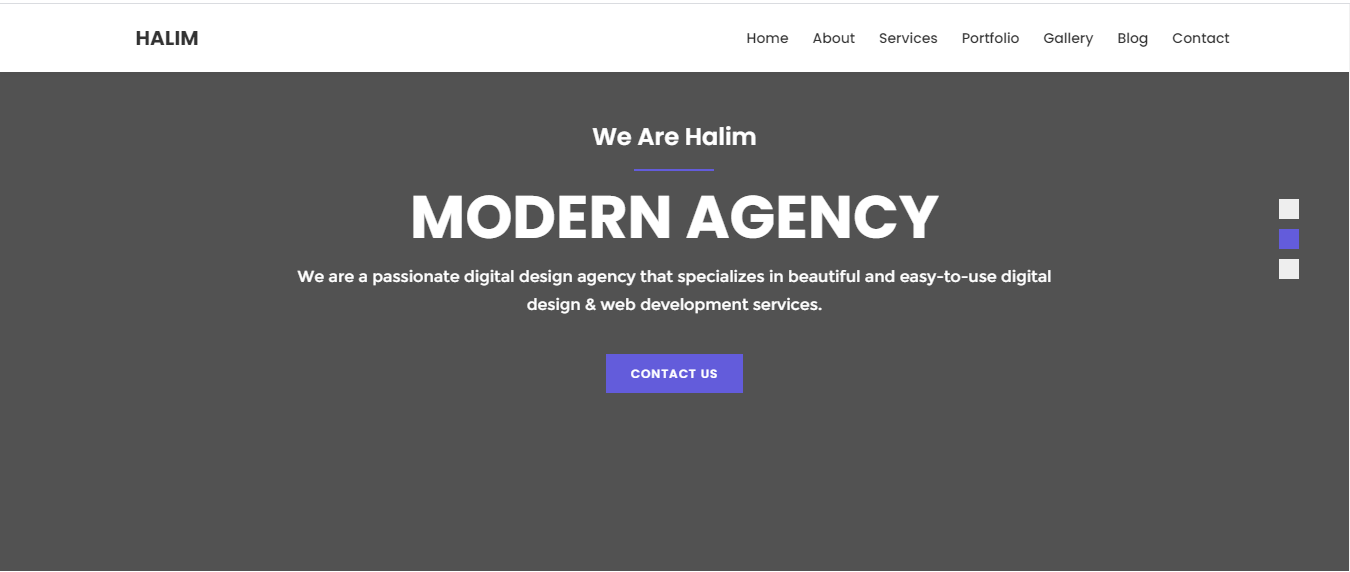 HALIM
Home About Services Portfolio Gallery Blog Contact
We Are Halim
MODERN AGENCY
We are a passionate digital design agency that specializes in beautiful and easy-to-use digital
design & web development services.
CONTACT US